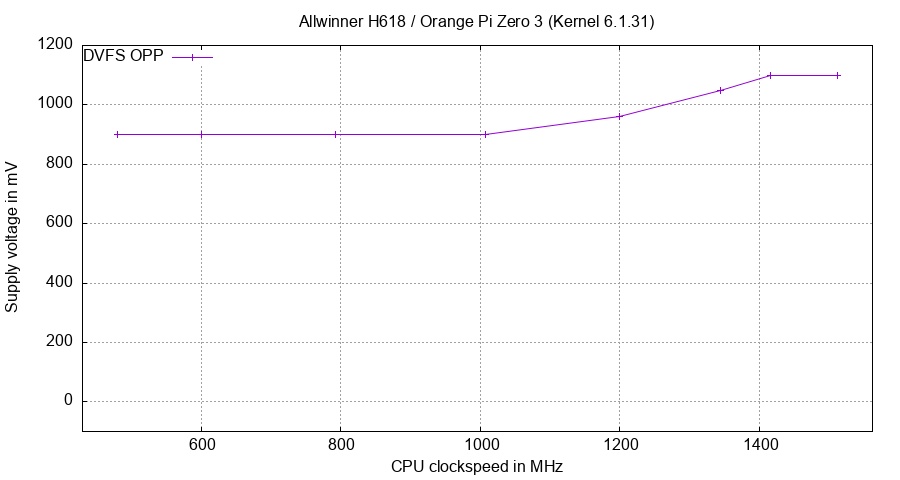 Allwinner H618 / Orange Pi Zero 3 (Kernel 6.1.31)
DVFS OPP
Supply voltage in mV
1200
1000
800
600
400
200
0
600 800 1000 1200 1400
CPU clockspeed in MHz